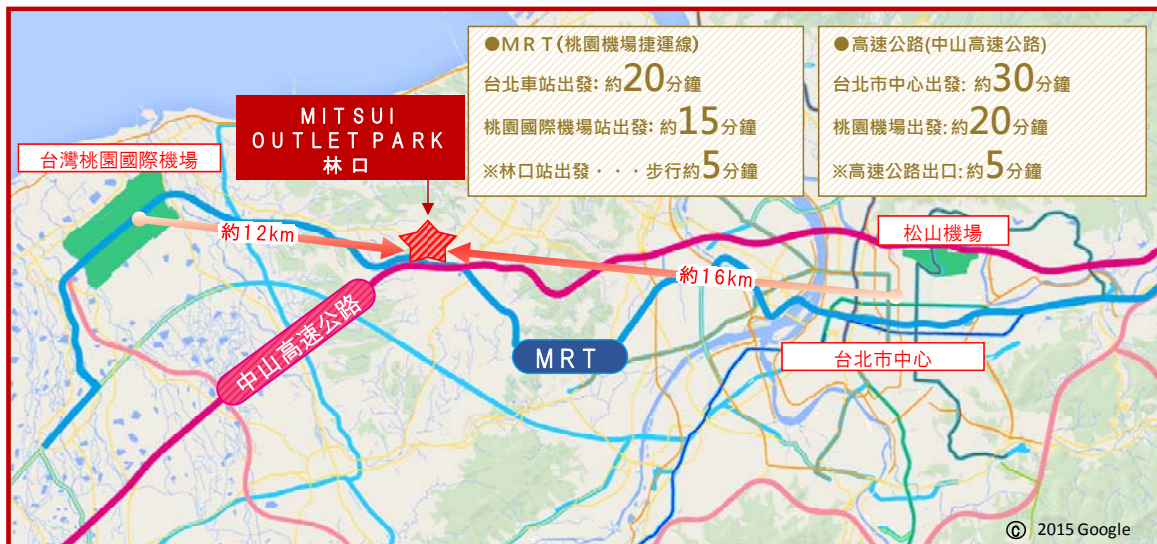 ●ＭＲＴ(桃園機場捷運線)
台北車站出發: 約20分鐘
桃園國際機場站出發: 約15分鐘
※林口站出發・・・步行約5分鐘
●高速公路(中山高速公路)
台北市中心出發: 約30分鐘
桃園機場出發: 約20分鐘
※高速公路出口: 約5分鐘
MITSUI
OUTLET PARK
林口
台灣桃園國際機場
松山機場
約12km
約16km
中山高速公路
MRT
台北市中心
© 2015 Google